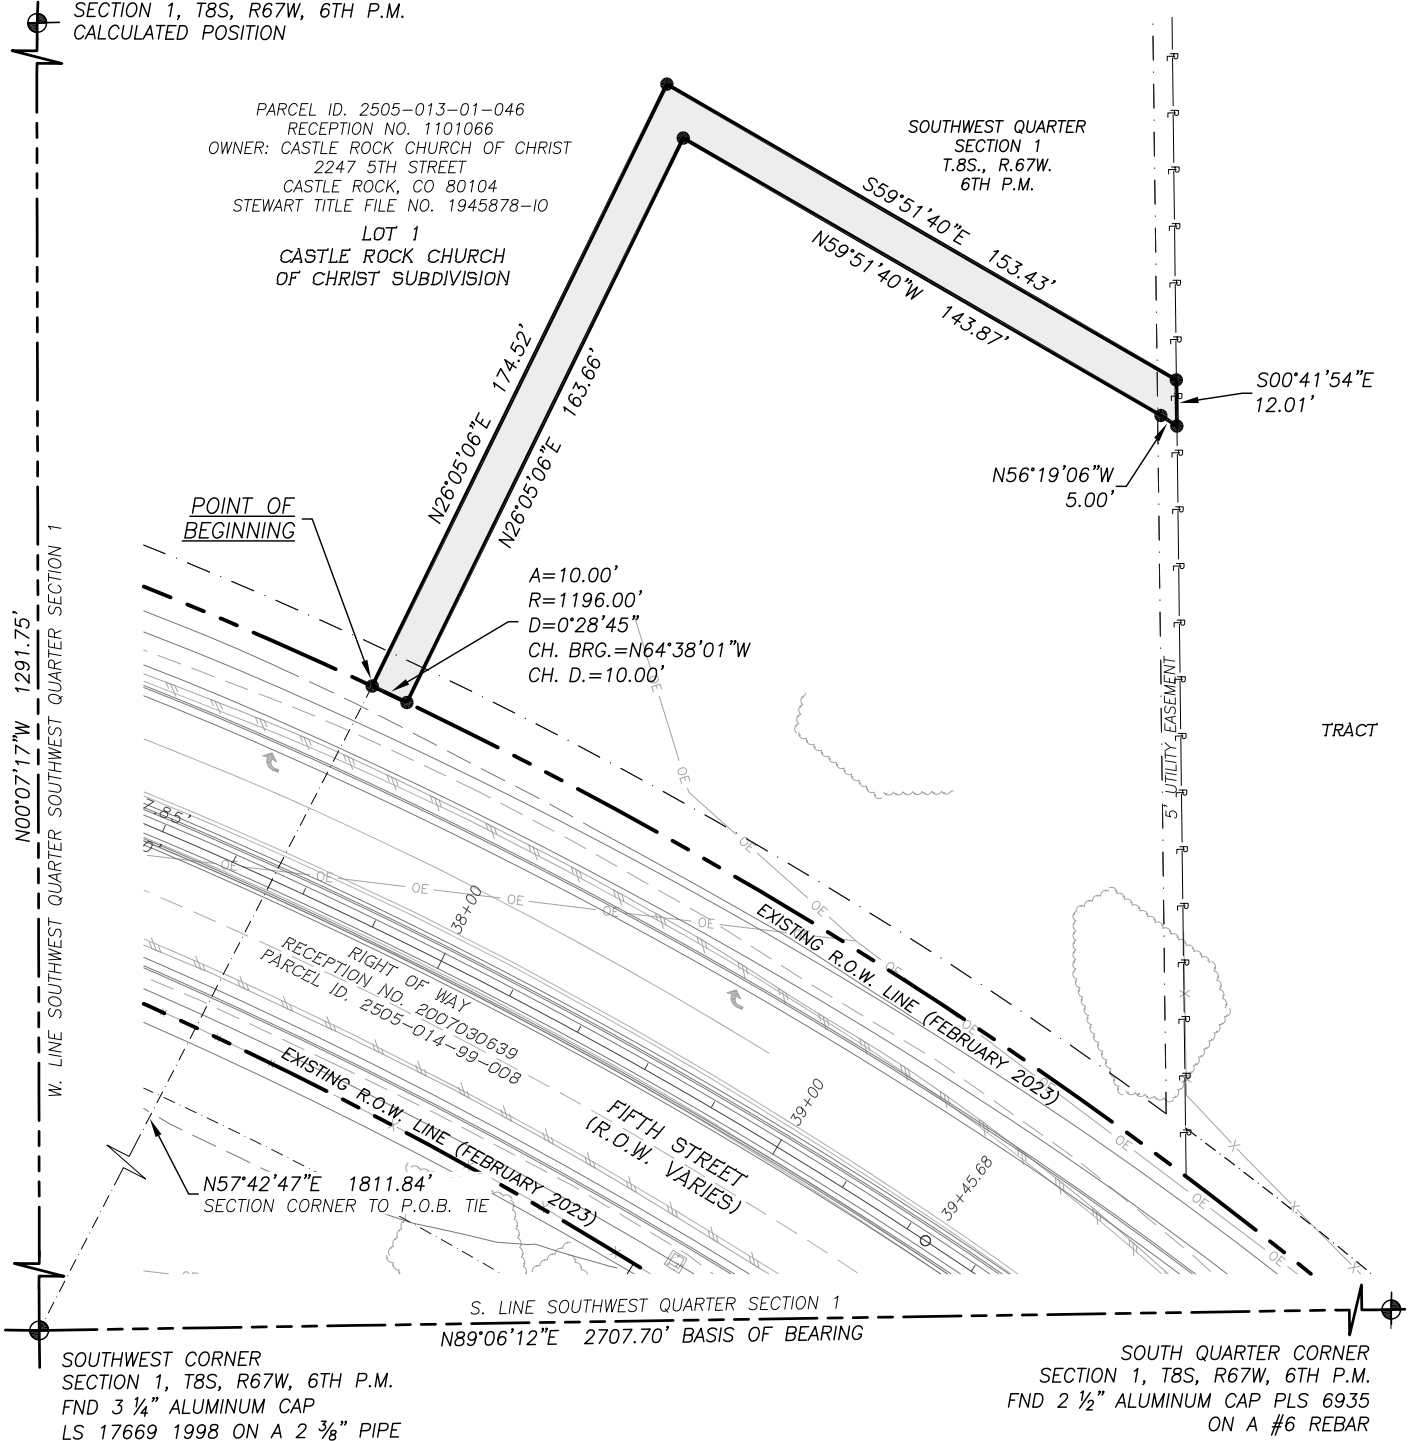 SECTION 1, T8S, R67W, 6TH P.M.
CALCULATED POSITION
PARCEL ID. 2505-013-01-046
RECEPTION NO. 1101066
OWNER: CASTLE ROCK CHURCH OF CHRIST
2247 5TH STREET
CASTLE ROCK, CO 80104
STEWART TITLE FILE NO. 1945878-IO
LOT 1
CASTLE ROCK CHURCH
OF CHRIST SUBDIVISION
SOUTHWEST QUARTER
SECTION 1
T.8S., R.67W.
6TH P.M.
S59°51'40"E 153.43'
N59°51'40"W 143.87'
S00°41'54"E
12.01'
N56°19'06"W
5.00'
N26°05'06"E 174.52'
N26°05'06"E 163.66'
POINT OF
BEGINNING
A=10.00'
R=1196.00'
D=0°28'45"
CH. BRG.=N64°38'01"W
CH. D.=10.00'
N00°07'17"W 1291.75'
W. LINE SOUTHWEST QUARTER SOUTHWEST QUARTER SECTION 1
5' UTILITY EASEMENT
TRACT
7.85'
38+00
RIGHT OF WAY
RECEPTION NO. 2007030639
PARCEL ID. 2505-014-99-008
EXISTING R.O.W. LINE (FEBRUARY 2023)
EXISTING R.O.W. LINE (FEBRUARY 2023)
FIFTH STREET
(R.O.W. VARIES)
39+00
39+45.68
N57°42'47"E 1811.84'
SECTION CORNER TO P.O.B. TIE
S. LINE SOUTHWEST QUARTER SECTION 1
N89°06'12"E 2707.70' BASIS OF BEARING
SOUTHWEST CORNER
SECTION 1, T8S, R67W, 6TH P.M.
FND 3 ¼" ALUMINUM CAP
LS 17669 1998 ON A 2 ⅜" PIPE
SOUTH QUARTER CORNER
SECTION 1, T8S, R67W, 6TH P.M.
FND 2 ½" ALUMINUM CAP PLS 6935
ON A #6 REBAR